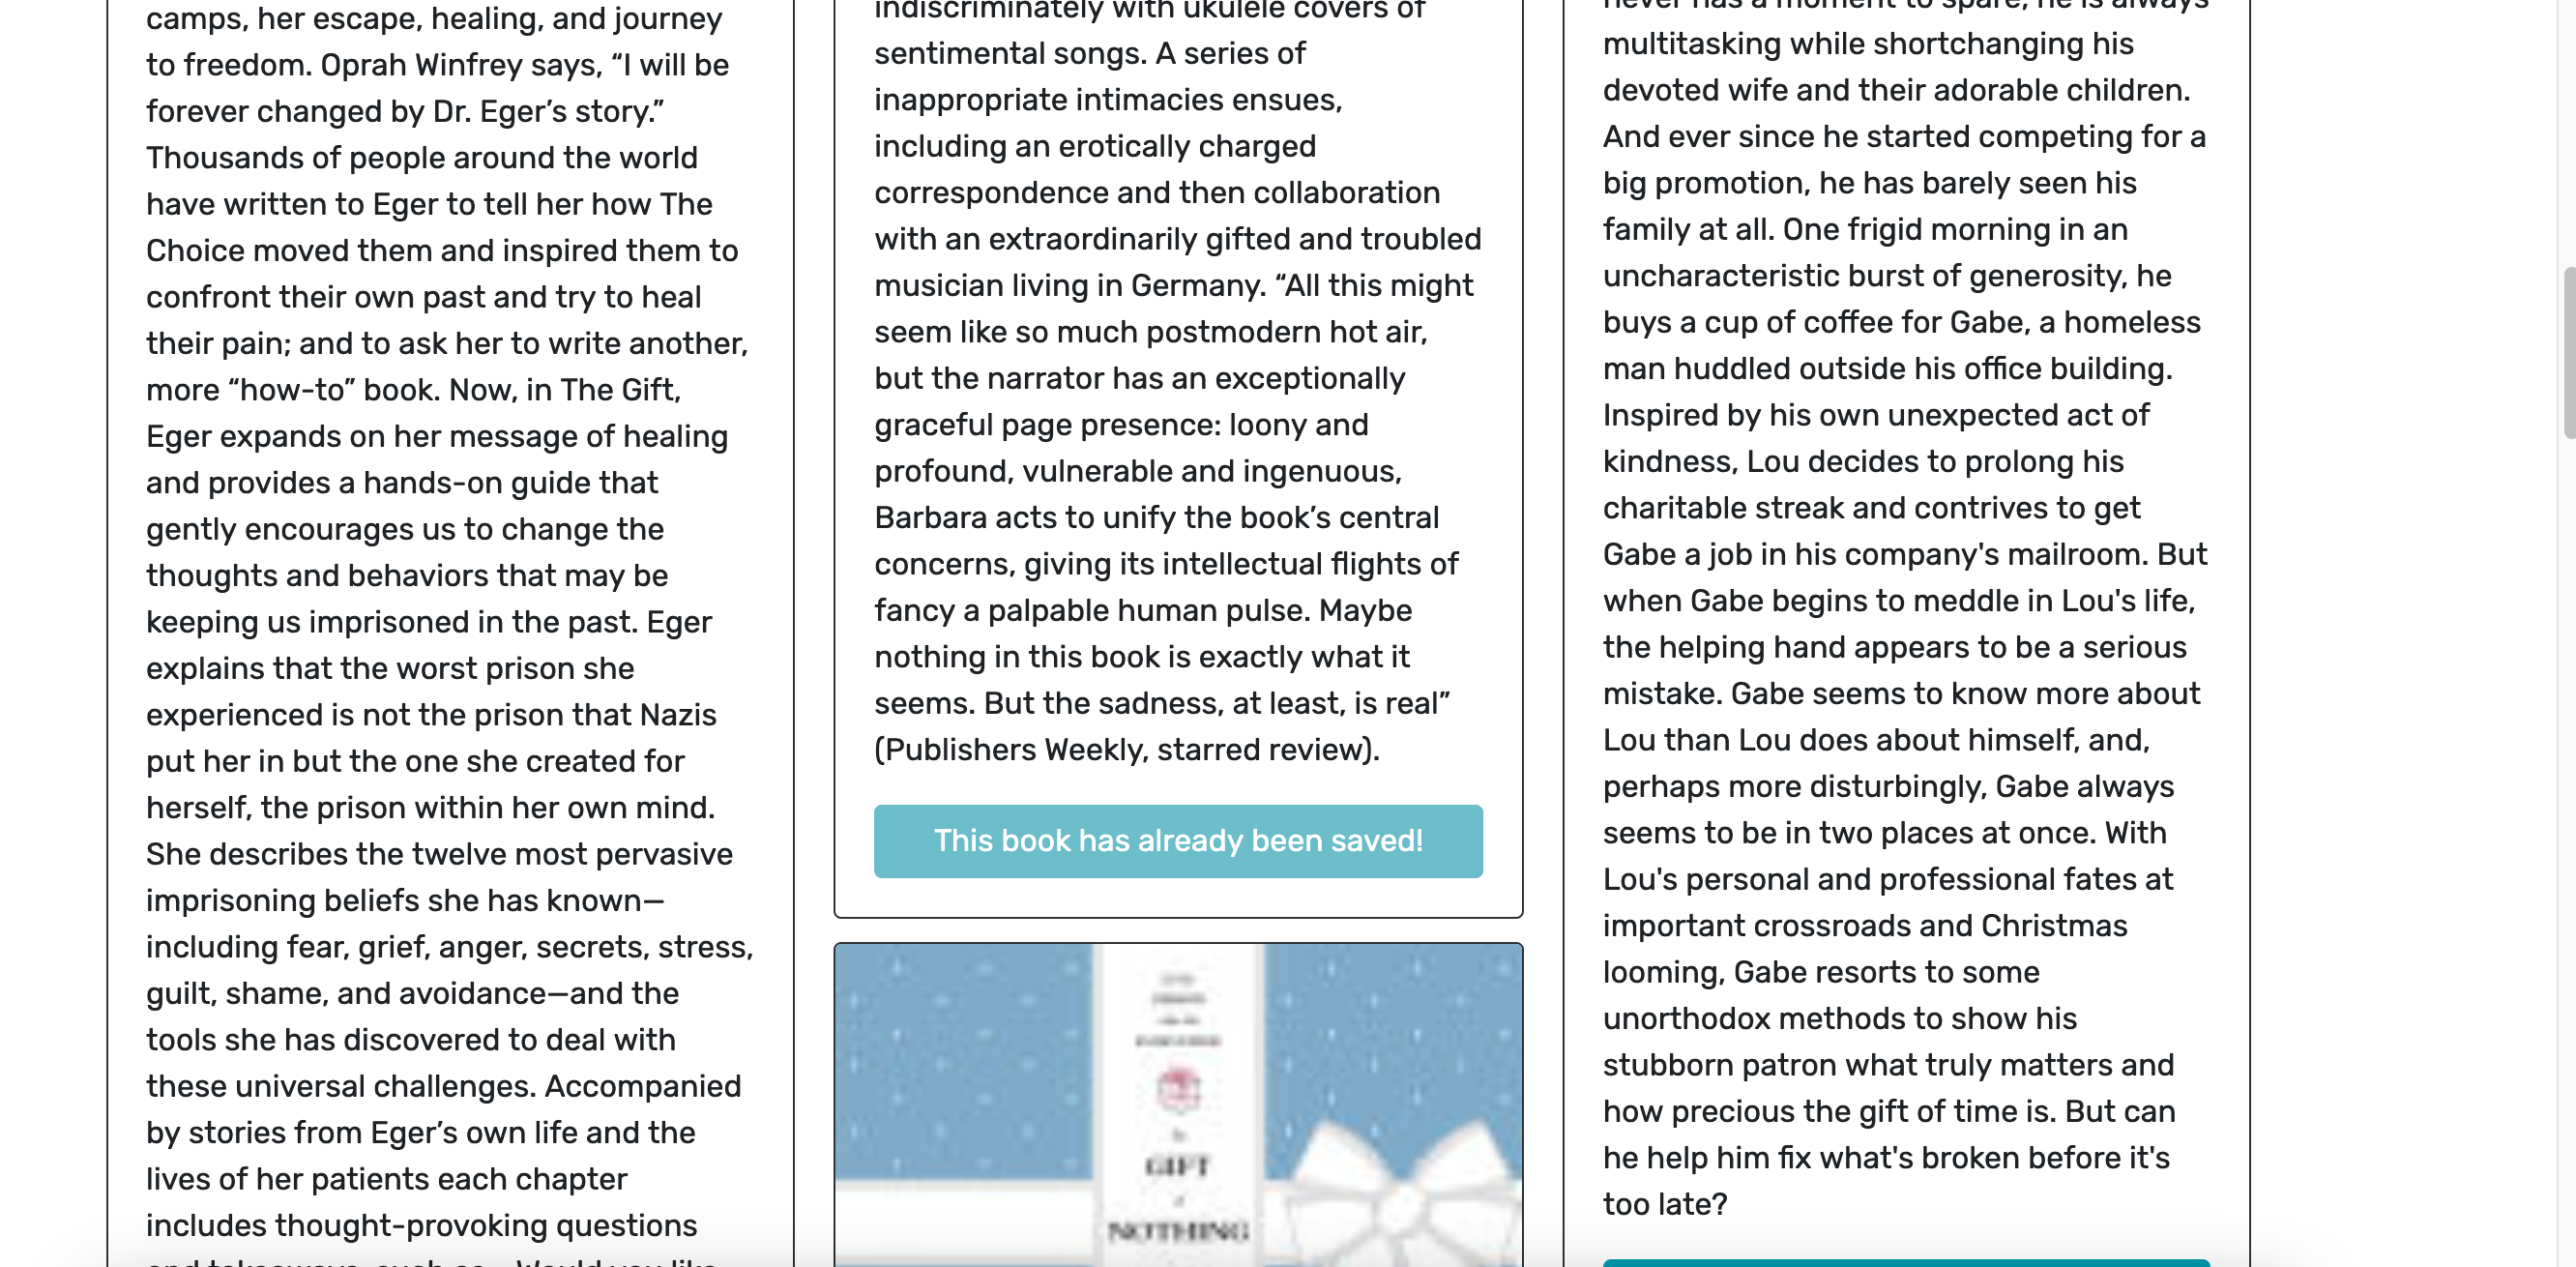 camps, her escape, healing, and journey
to freedom. Oprah Winfrey says, “I will be
forever changed by Dr. Eger’s story.”
Thousands of people around the world
have written to Eger to tell her how The
Choice moved them and inspired them to
confront their own past and try to heal
their pain; and to ask her to write another,
more “how-to” book. Now, in The Gift,
Eger expands on her message of healing
and provides a hands-on guide that
gently encourages us to change the
thoughts and behaviors that may be
keeping us imprisoned in the past. Eger
explains that the worst prison she
experienced is not the prison that Nazis
put her in but the one she created for
herself, the prison within her own mind.
She describes the twelve most pervasive
imprisoning beliefs she has known—
including fear, grief, anger, secrets, stress,
guilt, shame, and avoidance—and the
tools she has discovered to deal with
these universal challenges. Accompanied
by stories from Eger’s own life and the
lives of her patients each chapter
includes thought-provoking questions
indiscriminately with ukulele covers of
sentimental songs. A series of
inappropriate intimacies ensues,
including an erotically charged
correspondence and then collaboration
with an extraordinarily gifted and troubled
musician living in Germany. “All this might
seem like so much postmodern hot air,
but the narrator has an exceptionally
graceful page presence: loony and
profound, vulnerable and ingenuous,
Barbara acts to unify the book’s central
concerns, giving its intellectual flights of
fancy a palpable human pulse. Maybe
nothing in this book is exactly what it
seems. But the sadness, at least, is real”
(Publishers Weekly, starred review).
This book has already been saved!
GIFT
NOTHING
never has a moment to spare, he is always
multitasking while shortchanging his
devoted wife and their adorable children.
And ever since he started competing for a
big promotion, he has barely seen his
family at all. One frigid morning in an
uncharacteristic burst of generosity, he
buys a cup of coffee for Gabe, a homeless
man huddled outside his office building.
Inspired by his own unexpected act of
kindness, Lou decides to prolong his
charitable streak and contrives to get
Gabe a job in his company's mailroom. But
when Gabe begins to meddle in Lou's life,
the helping hand appears to be a serious
mistake. Gabe seems to know more about
Lou than Lou does about himself, and,
perhaps more disturbingly, Gabe always
seems to be in two places at once. With
Lou's personal and professional fates at
important crossroads and Christmas
looming, Gabe resorts to some
unorthodox methods to show his
stubborn patron what truly matters and
how precious the gift of time is. But can
he help him fix what's broken before it's
too late?